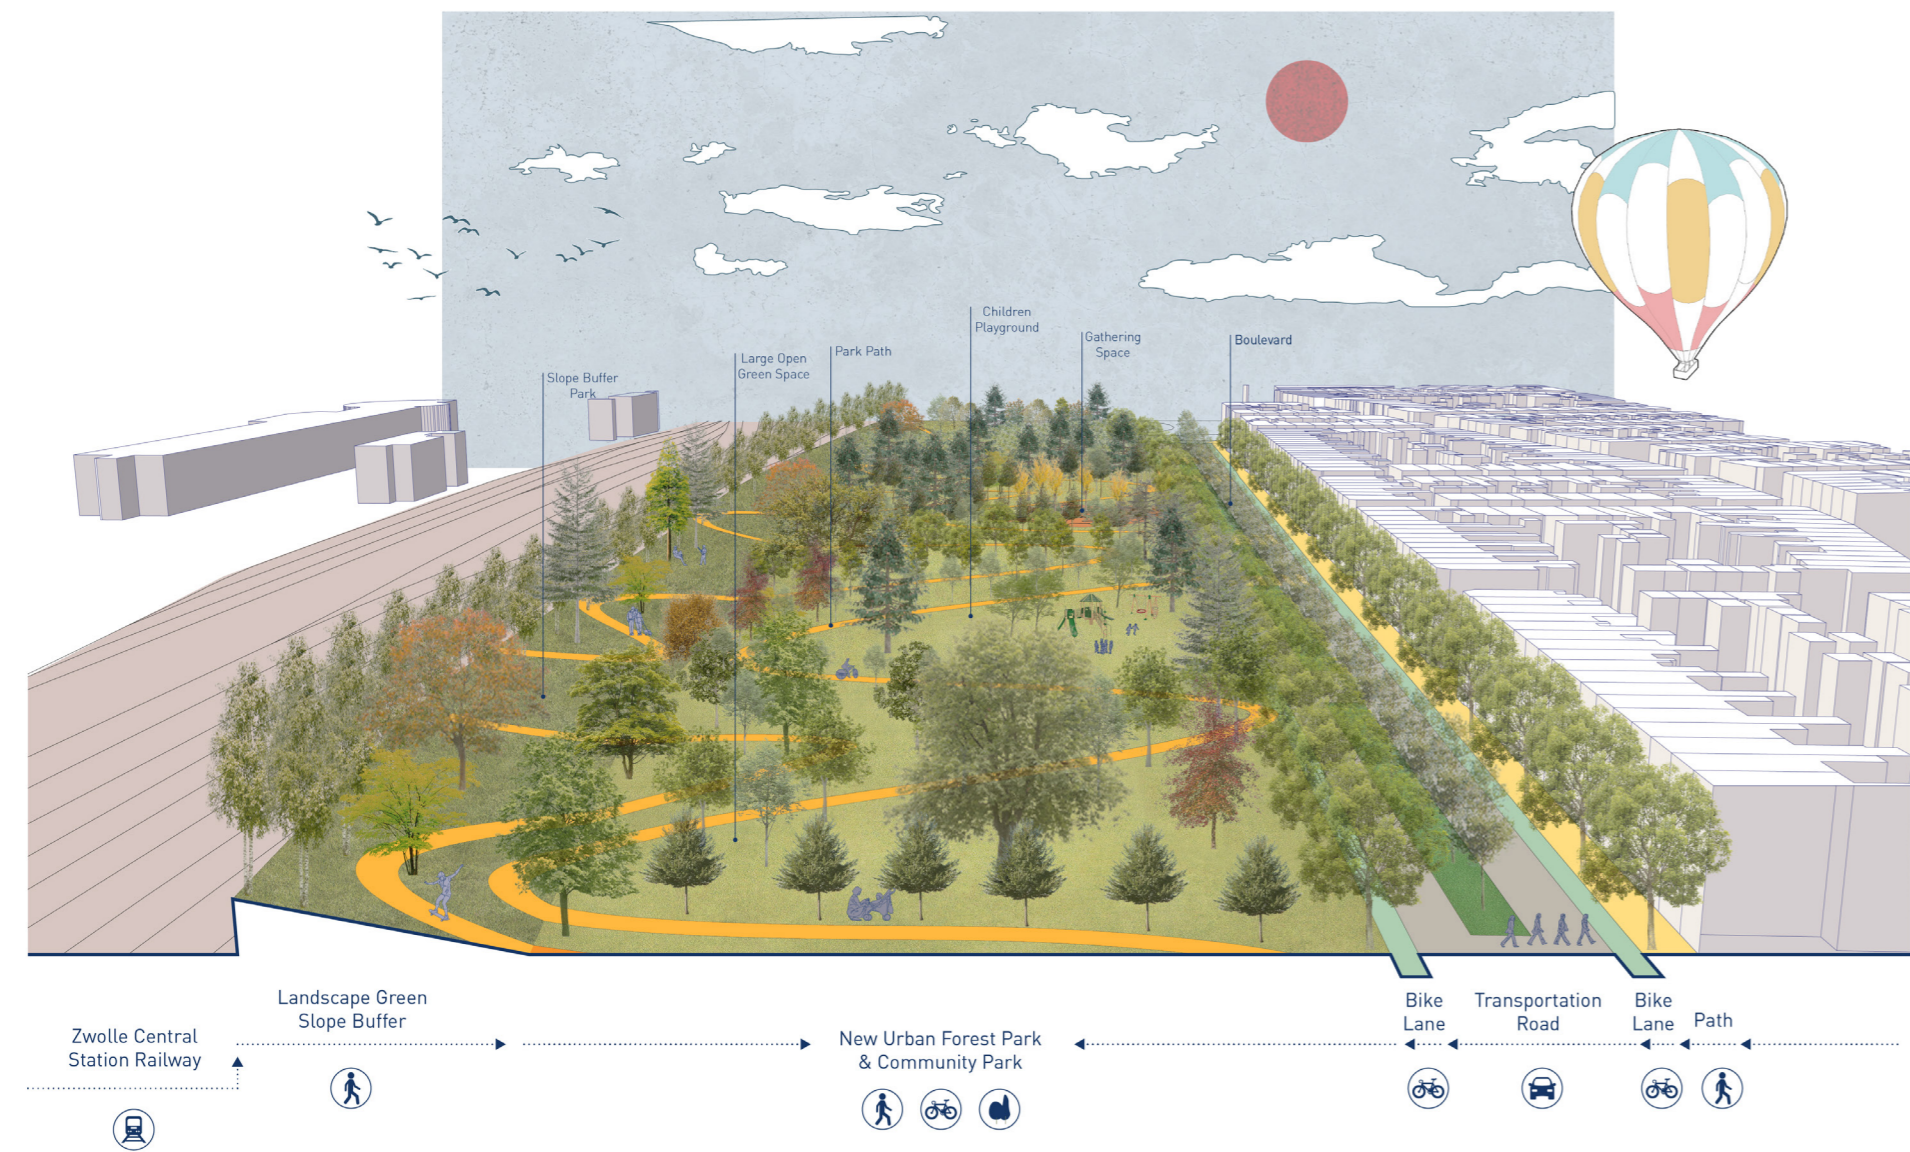 Children
Playground
Gathering
Space
Boulevard
Park Path
Large Open
Green Space
Slope Buffer
Park
Landscape Green
Slope Buffer
Zwolle Central
Station Railway
New Urban Forest Park
& Community Park
Bike
Lane
Transportation
Road
Bike
Lane
Path